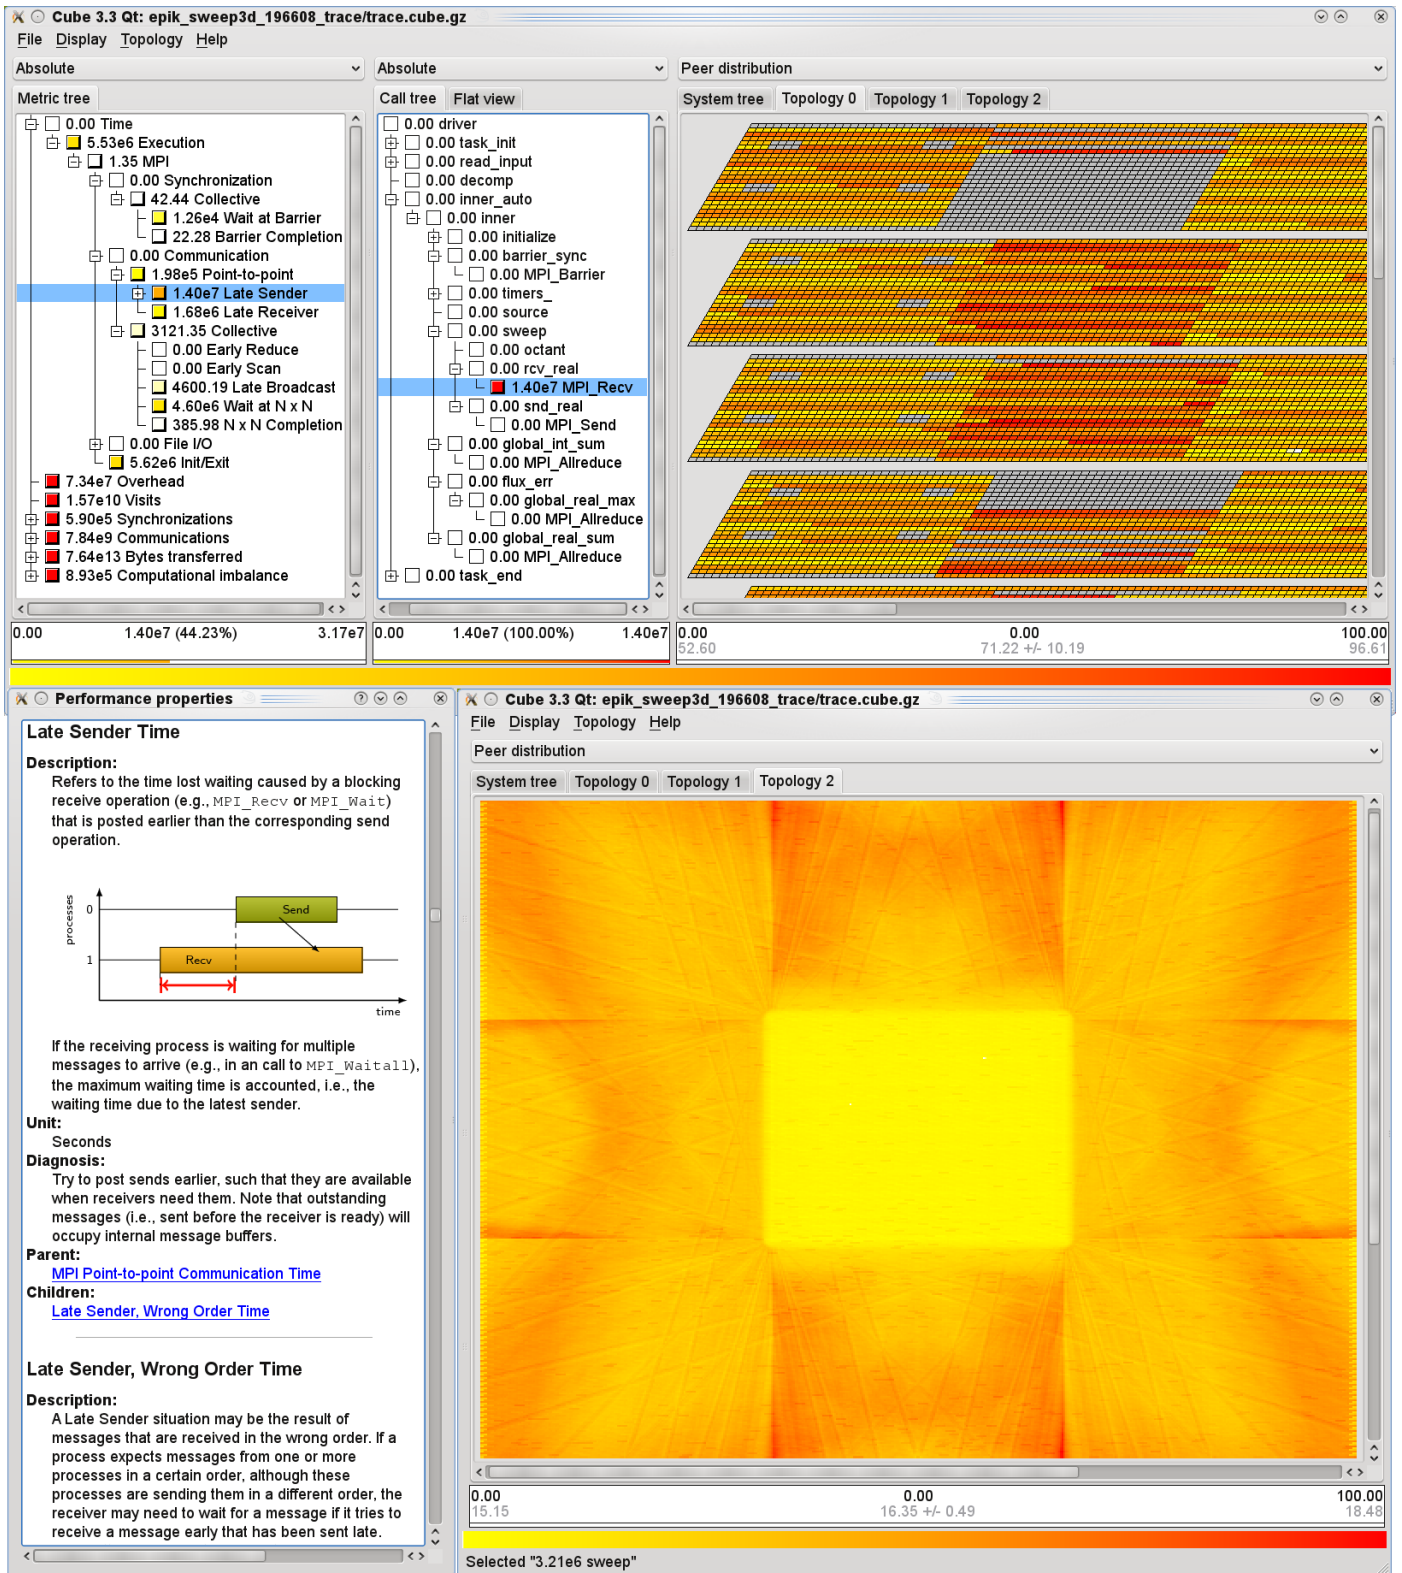 Cube 3.3 Qt: epik_sweep3d_196608_trace/trace.cube.gz
File Display Topology Help
Absolute
Metric tree
0.00 Time
5.53e6 Execution
1.35 MPI
0.00 Synchronization
42.44 Collective
1.26e4 Wait at Barrier
22.28 Barrier Completion
0.00 Communication
1.98e5 Point-to-point
1.40e7 Late Sender
1.68e6 Late Receiver
3121.35 Collective
0.00 Early Reduce
0.00 Early Scan
4600.19 Late Broadcast
4.60e6 Wait at N x N
385.98 N x N Completion
0.00 File I/O
5.62e6 Init/Exit
7.34e7 Overhead
1.57e10 Visits
5.90e5 Synchronizations
7.84e9 Communications
7.64e13 Bytes transferred
8.93e5 Computational imbalance
0.00 1.40e7 (44.23%) 3.17e7
Absolute
Call tree Flat view
0.00 driver
0.00 task_init
0.00 read_input
0.00 decomp
0.00 inner_auto
0.00 inner
0.00 initialize
0.00 barrier_sync
0.00 MPI_Barrier
0.00 timers_
0.00 source
0.00 sweep
0.00 octant
0.00 rcv_real
1.40e7 MPI_Recv
0.00 snd_real
0.00 MPI_Send
0.00 global_int_sum
0.00 MPI_Allreduce
0.00 flux_err
0.00 global_real_max
0.00 MPI_Allreduce
0.00 global_real_sum
0.00 MPI_Allreduce
0.00 task_end
0.00 1.40e7 (100.00%) 1.40e7
Peer distribution
System tree Topology 0 Topology 1 Topology 2
0.00 0.00 100.00
52.60 71.22 +/- 10.19 96.61
Performance properties
Late Sender Time
Description:
Refers to the time lost waiting caused by a blocking
receive operation (e.g., MPI_Recv or MPI_Wait)
that is posted earlier than the corresponding send
operation.
processes
0
Send
1
Recv
time
If the receiving process is waiting for multiple
messages to arrive (e.g., in an call to MPI_Waitall),
the maximum waiting time is accounted, i.e., the
waiting time due to the latest sender.
Unit:
Seconds
Diagnosis:
Try to post sends earlier, such that they are available
when receivers need them. Note that outstanding
messages (i.e., sent before the receiver is ready) will
occupy internal message buffers.
Parent:
MPI Point-to-point Communication Time
Children:
Late Sender, Wrong Order Time
Late Sender, Wrong Order Time
Description:
A Late Sender situation may be the result of
messages that are received in the wrong order. If a
process expects messages from one or more
processes in a certain order, although these
processes are sending them in a different order, the
receiver may need to wait for a message if it tries to
receive a message early that has been sent late.
Cube 3.3 Qt: epik_sweep3d_196608_trace/trace.cube.gz
File Display Topology Help
Peer distribution
System tree Topology 0 Topology 1 Topology 2
0.00 0.00 100.00
15.15 16.35 +/- 0.49 18.48
Selected "3.21e6 sweep"